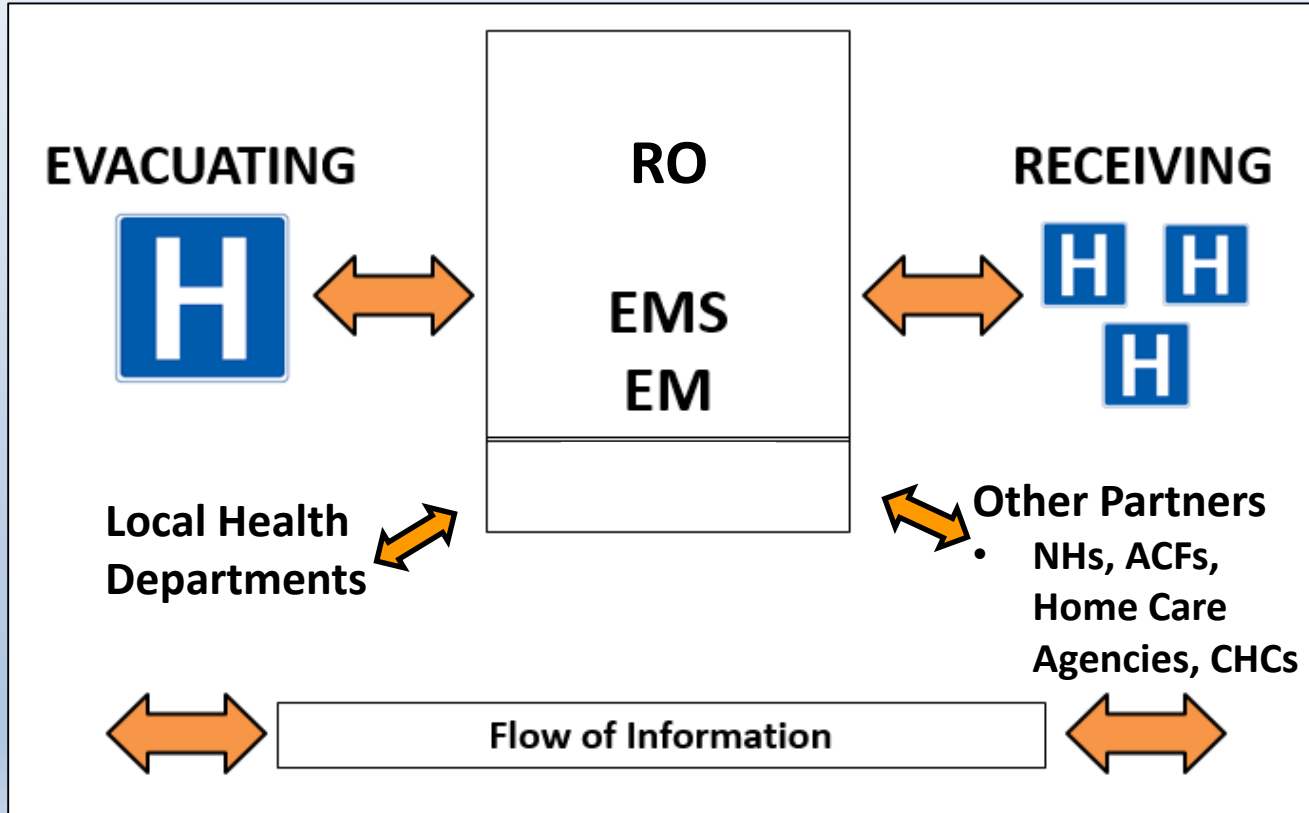 EVACUATING
H
RO
EMS
EM
RECEIVING
H H
H
Local Health
Departments
Other Partners
• NHs, ACFs,
Home Care
Agencies, CHCs
Flow of Information